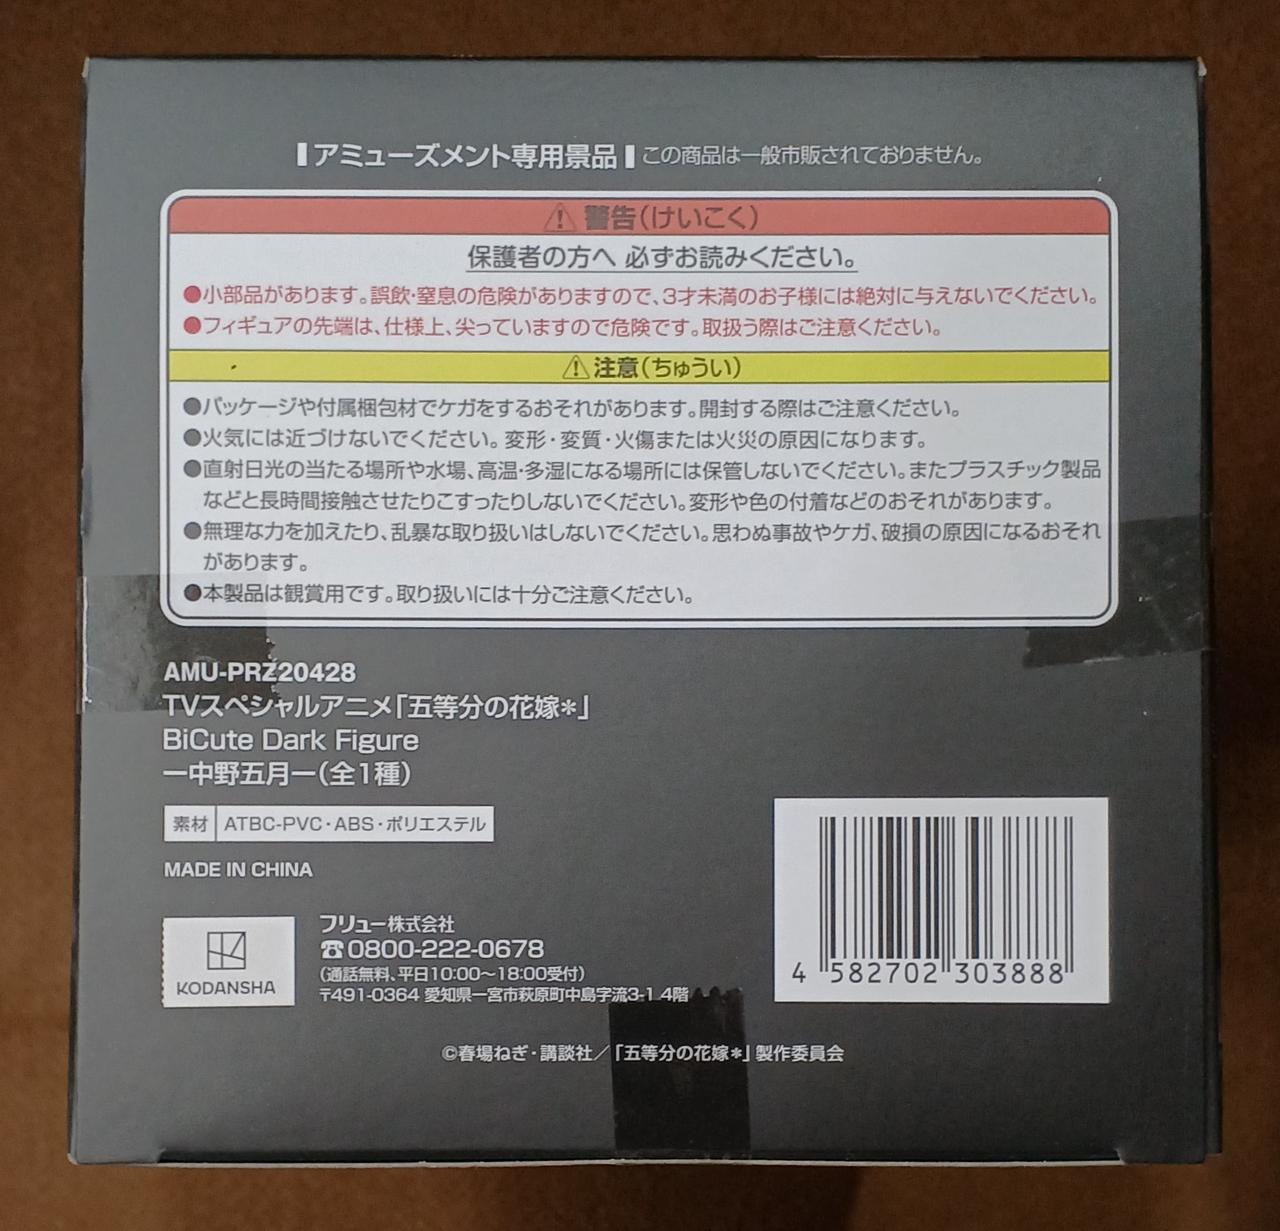 アミューズメント専用景品 この商品は一般市販されておりません。
⚠ 警告(けいこく)
保護者の方へ 必ずお読みください。
●小部品があります。誤飲・窒息の危険がありますので、3才未満のお子様には絶対に与えないでください。
●フィギュアの先端は、仕様上、尖っていますので危険です。取扱う際はご注意ください。
⚠ 注意(ちゅうい)
●パッケージや付属梱包材でケガをするおそれがあります。開封する際はご注意ください。
●火気には近づけないでください。変形・変質・火傷または火災の原因になります。
●直射日光の当たる場所や水場、高温・多湿になる場所には保管しないでください。またプラスチック製品
などと長時間接触させたりこすったりしないでください。変形や色の付着などのおそれがあります。
●無理な力を加えたり、乱暴な取り扱いはしないでください。思わぬ事故やケガ、破損の原因になるおそれ
があります。
●本製品は観賞用です。取り扱いには十分ご注意ください。
AMU-PRZ20428
TVスペシャルアニメ「五等分の花嫁*」
BiCute Dark Figure
ー中野五月ー(全1種)
素材 ATBC-PVC・ABS・ポリエステル
MADE IN CHINA
KODANSHA
フリュー株式会社
☎0800-222-0678
(通話無料、平日10:00〜18:00受付)
〒491-0364 愛知県一宮市萩原町中島字流3-1 4階
4 582702 303888
©春場ねぎ・講談社/「五等分の花嫁*」製作委員会